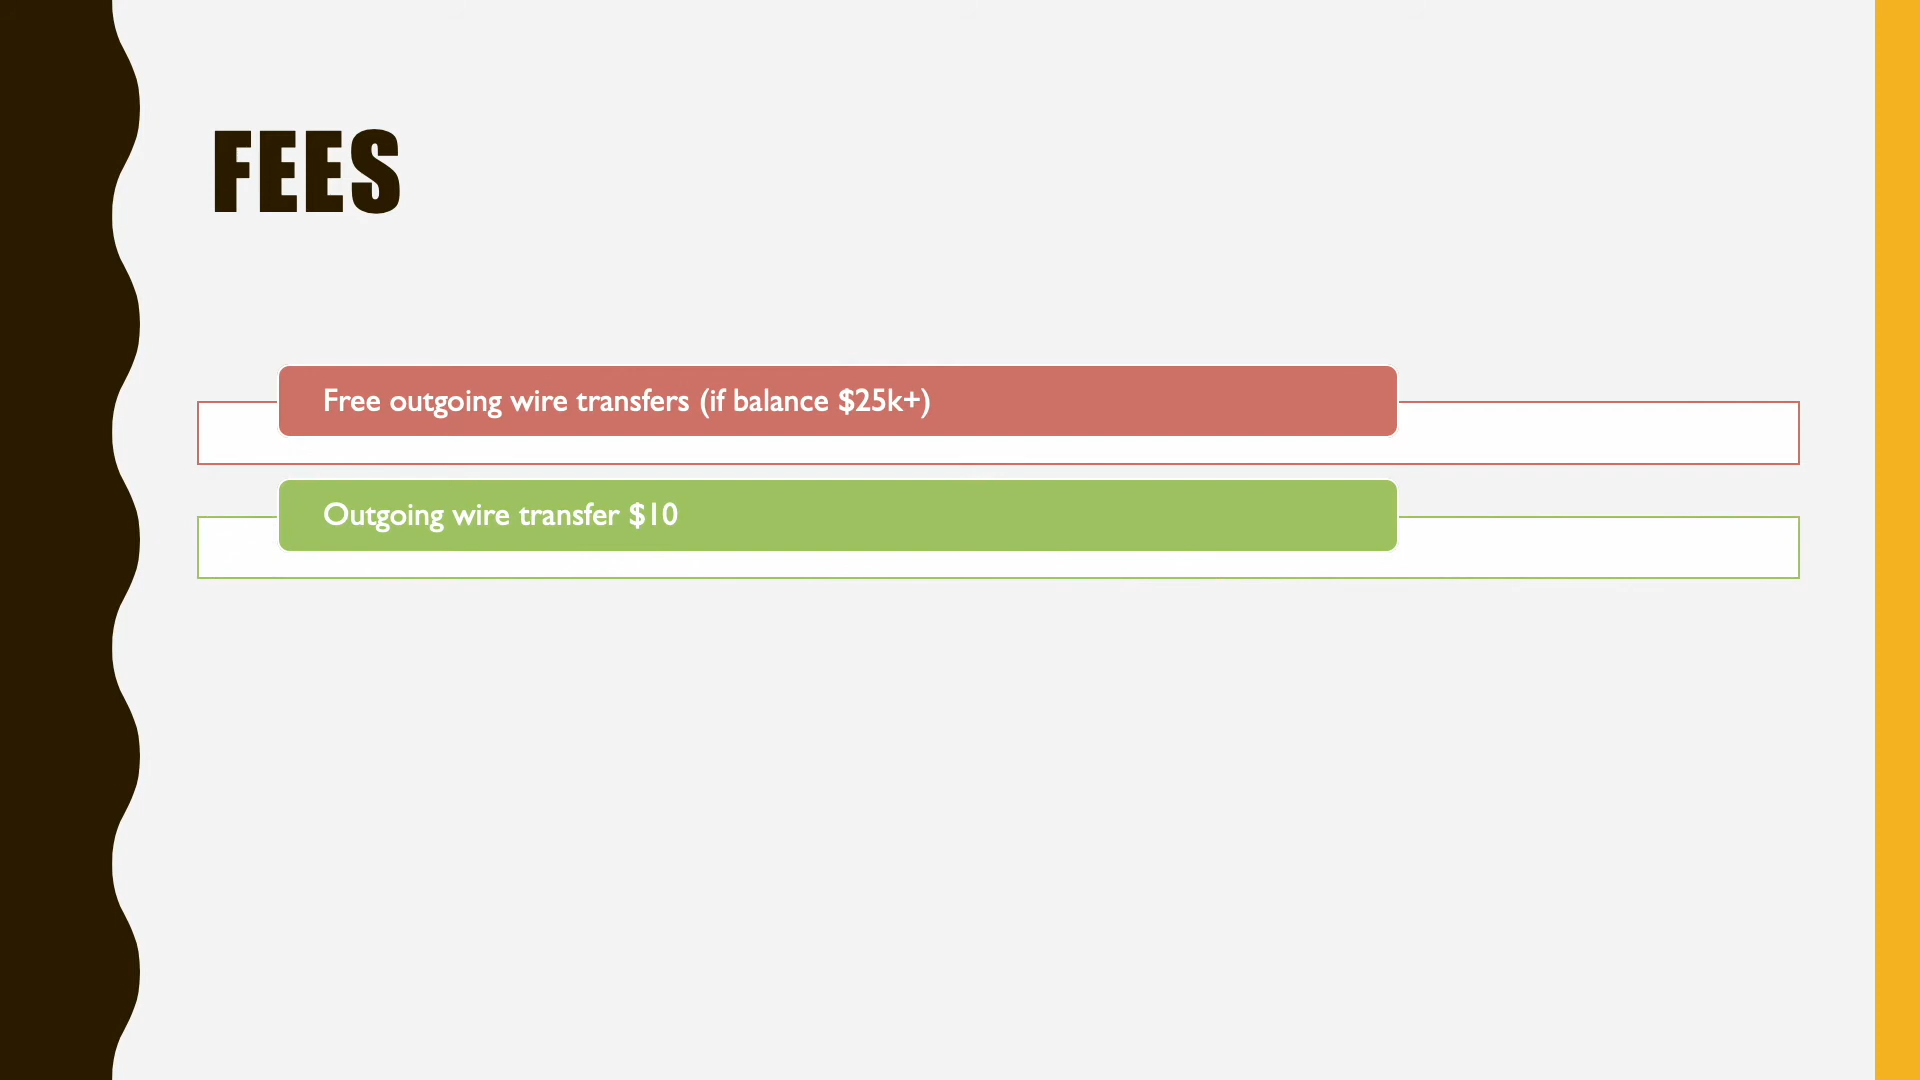 FEES
Free outgoing wire transfers (if balance $25k+)
Outgoing wire transfer $10